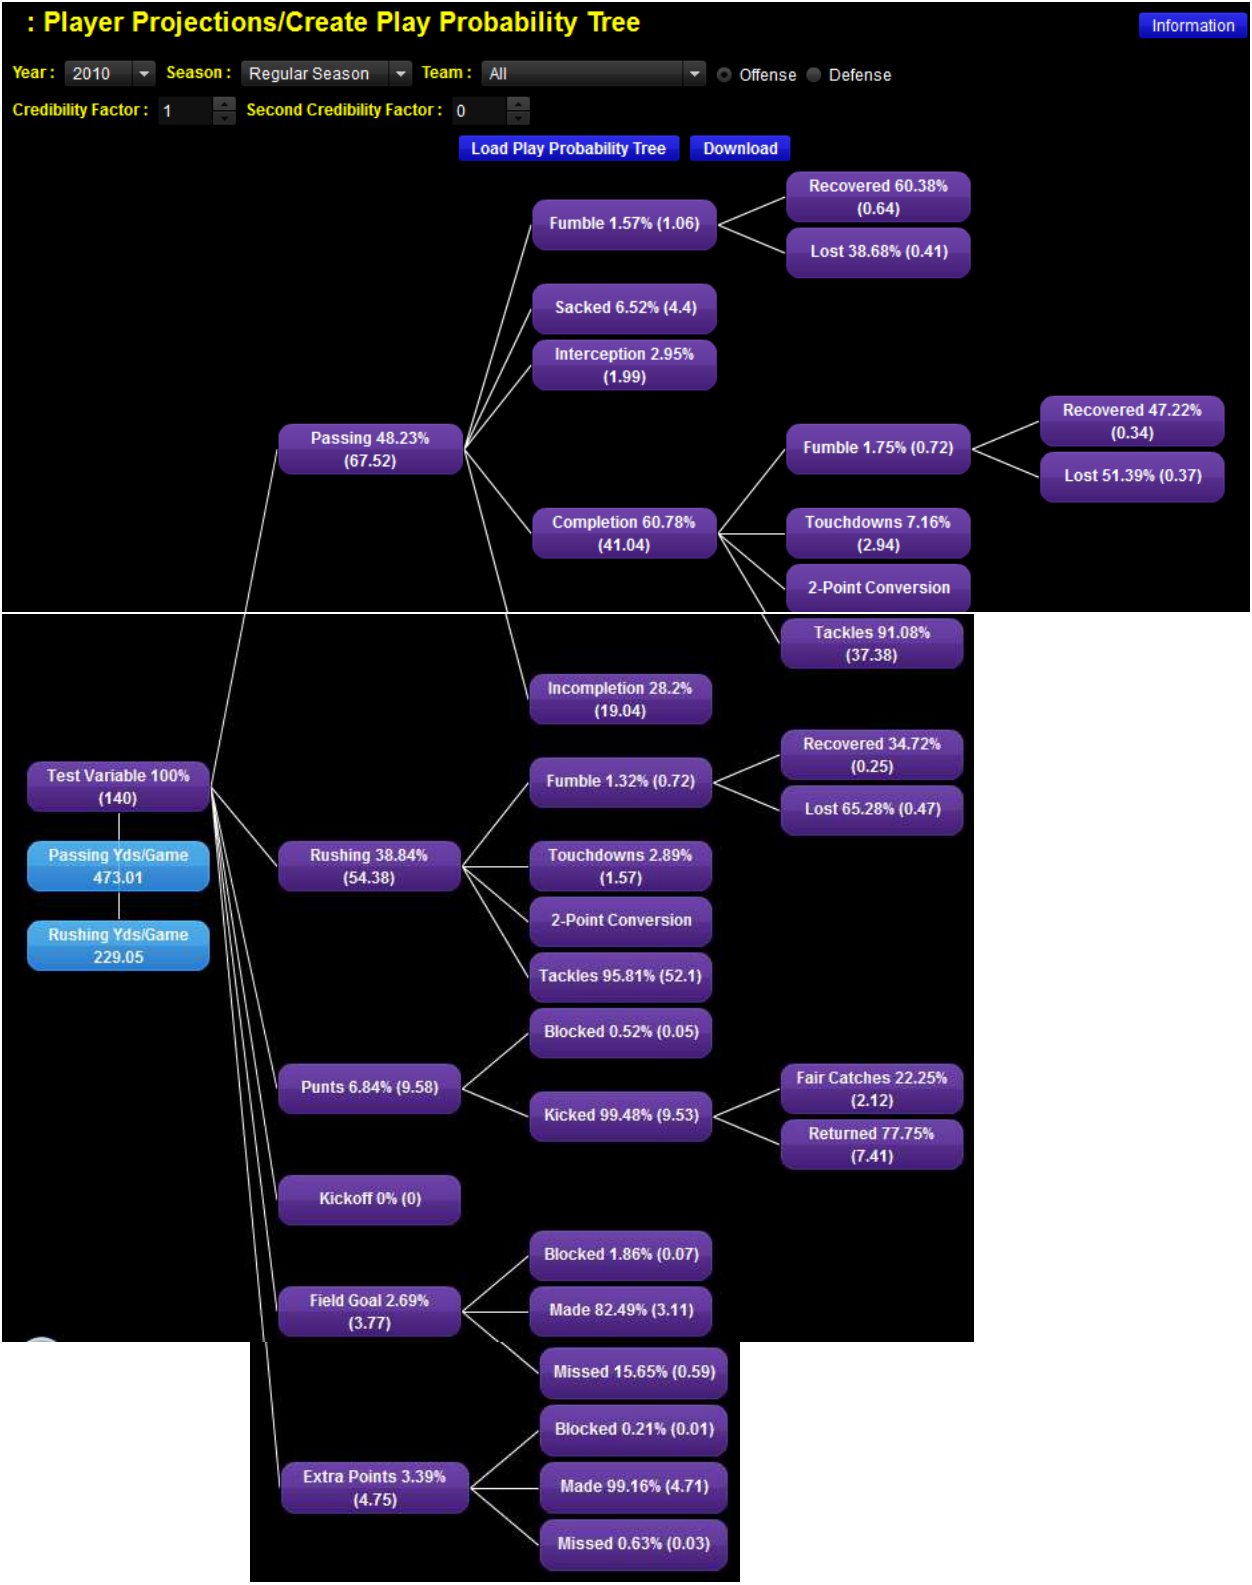 : Player Projections/Create Play Probability Tree
Information
Year : 2010 Season : Regular Season Team : All Offense Defense
Credibility Factor : 1 Second Credibility Factor : 0
Load Play Probability Tree Download
Recovered 60.38%
(0.64)
Fumble 1.57% (1.06)
Lost 38.68% (0.41)
Sacked 6.52% (4.4)
Interception 2.95%
(1.99)
Recovered 47.22%
(0.34)
Passing 48.23%
(67.52)
Fumble 1.75% (0.72)
Lost 51.39% (0.37)
Completion 60.78%
(41.04)
Touchdowns 7.16%
(2.94)
2-Point Conversion
Tackles 91.08%
(37.38)
Incompletion 28.2%
(19.04)
Recovered 34.72%
(0.25)
Test Variable 100%
(140)
Fumble 1.32% (0.72)
Lost 65.28% (0.47)
Passing Yds/Game
473.01
Rushing 38.84%
(54.38)
Touchdowns 2.89%
(1.57)
2-Point Conversion
Rushing Yds/Game
229.05
Tackles 95.81% (52.1)
Blocked 0.52% (0.05)
Punts 6.84% (9.58)
Fair Catches 22.25%
(2.12)
Kicked 99.48% (9.53)
Returned 77.75%
(7.41)
Kickoff 0% (0)
Blocked 1.86% (0.07)
Field Goal 2.69%
(3.77)
Made 82.49% (3.11)
Missed 15.65% (0.59)
Blocked 0.21% (0.01)
Extra Points 3.39%
(4.75)
Made 99.16% (4.71)
Missed 0.63% (0.03)